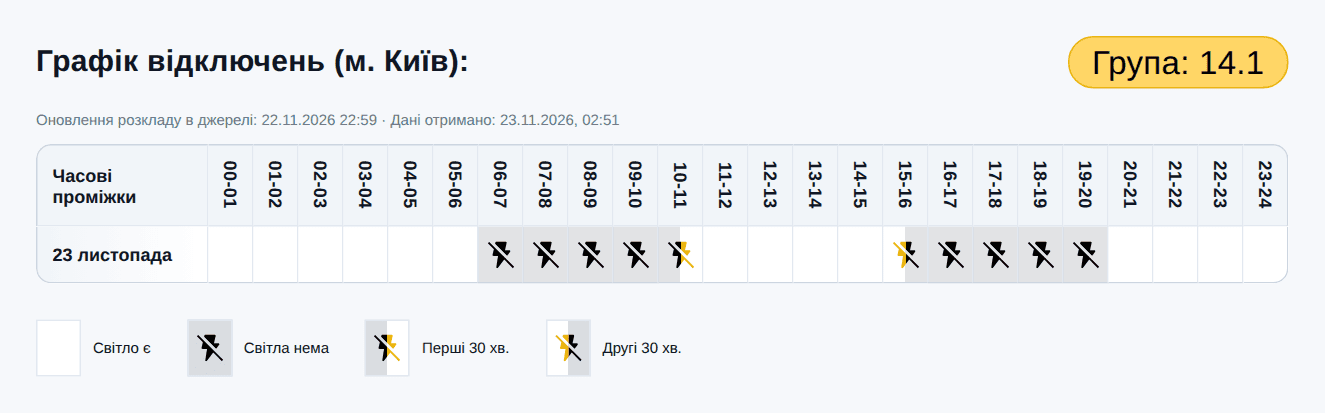 Графік відключень (м. Київ):
Група: 14.1
Оновлення розкладу в джерелі: 22.11.2026 22:59 · Дані отримано: 23.11.2026, 02:51
Часові
проміжки
00-01
01-02
02-03
03-04
04-05
05-06
06-07
07-08
08-09
09-10
10-11
11-12
12-13
13-14
14-15
15-16
16-17
17-18
18-19
19-20
20-21
21-22
22-23
23-24
23 листопада
Світло є
Світла нема
Перші 30 хв.
Другі 30 хв.